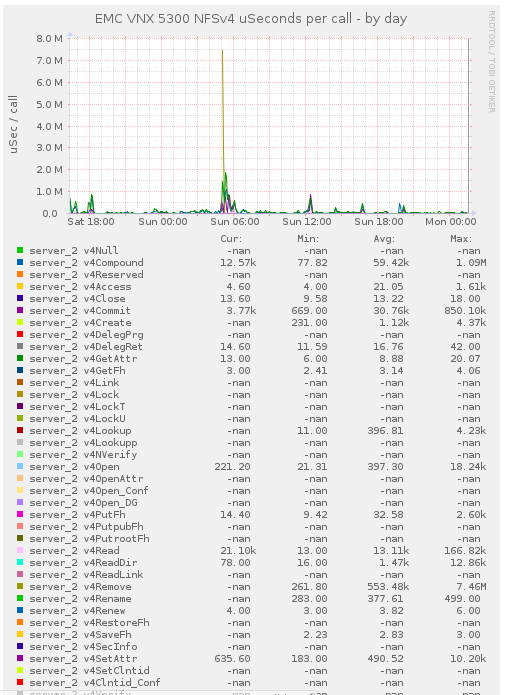 EMC VNX 5300 NFSv4 uSeconds per call - by day
RRDTOOL / TOBI OETIKER
uSec / call
8.0 M
7.0 M
6.0 M
5.0 M
4.0 M
3.0 M
2.0 M
1.0 M
0.0
Sat 18:00 Sun 00:00 Sun 06:00 Sun 12:00 Sun 18:00 Mon 00:00
Cur: Min: Avg: Max:
server_2 v4Null -nan -nan -nan -nan
server_2 v4Compound 12.57k 77.82 59.42k 1.09M
server_2 v4Reserved -nan -nan -nan -nan
server_2 v4Access 4.60 4.00 21.05 1.61k
server_2 v4Close 13.60 9.58 13.22 18.00
server_2 v4Commit 3.77k 669.00 30.76k 850.10k
server_2 v4Create -nan 231.00 1.12k 4.37k
server_2 v4DelegPrg -nan -nan -nan -nan
server_2 v4DelegRet 14.60 11.59 16.76 42.00
server_2 v4GetAttr 13.00 6.00 8.88 20.07
server_2 v4GetFh 3.00 2.41 3.14 4.06
server_2 v4Link -nan -nan -nan -nan
server_2 v4Lock -nan -nan -nan -nan
server_2 v4LockT -nan -nan -nan -nan
server_2 v4LockU -nan -nan -nan -nan
server_2 v4Lookup -nan 11.00 396.81 4.23k
server_2 v4Lookupp -nan -nan -nan -nan
server_2 v4NVerify -nan -nan -nan -nan
server_2 v4Open 221.20 21.31 397.30 18.24k
server_2 v4OpenAttr -nan -nan -nan -nan
server_2 v4Open_Conf -nan -nan -nan -nan
server_2 v4Open_DG -nan -nan -nan -nan
server_2 v4PutFh 14.40 9.42 32.58 2.60k
server_2 v4PutpubFh -nan -nan -nan -nan
server_2 v4PutrootFh -nan -nan -nan -nan
server_2 v4Read 21.10k 13.00 13.11k 166.82k
server_2 v4ReadDir 78.00 16.00 1.47k 12.86k
server_2 v4ReadLink -nan -nan -nan -nan
server_2 v4Remove -nan 261.80 553.48k 7.46M
server_2 v4Rename -nan 283.00 377.61 499.00
server_2 v4Renew 4.00 3.00 3.82 6.00
server_2 v4RestoreFh -nan -nan -nan -nan
server_2 v4SaveFh -nan 2.23 2.83 3.00
server_2 v4SecInfo -nan -nan -nan -nan
server_2 v4SetAttr 635.60 183.00 490.52 10.20k
server_2 v4SetClntid -nan -nan -nan -nan
server_2 v4Clntid_Conf -nan -nan -nan -nan